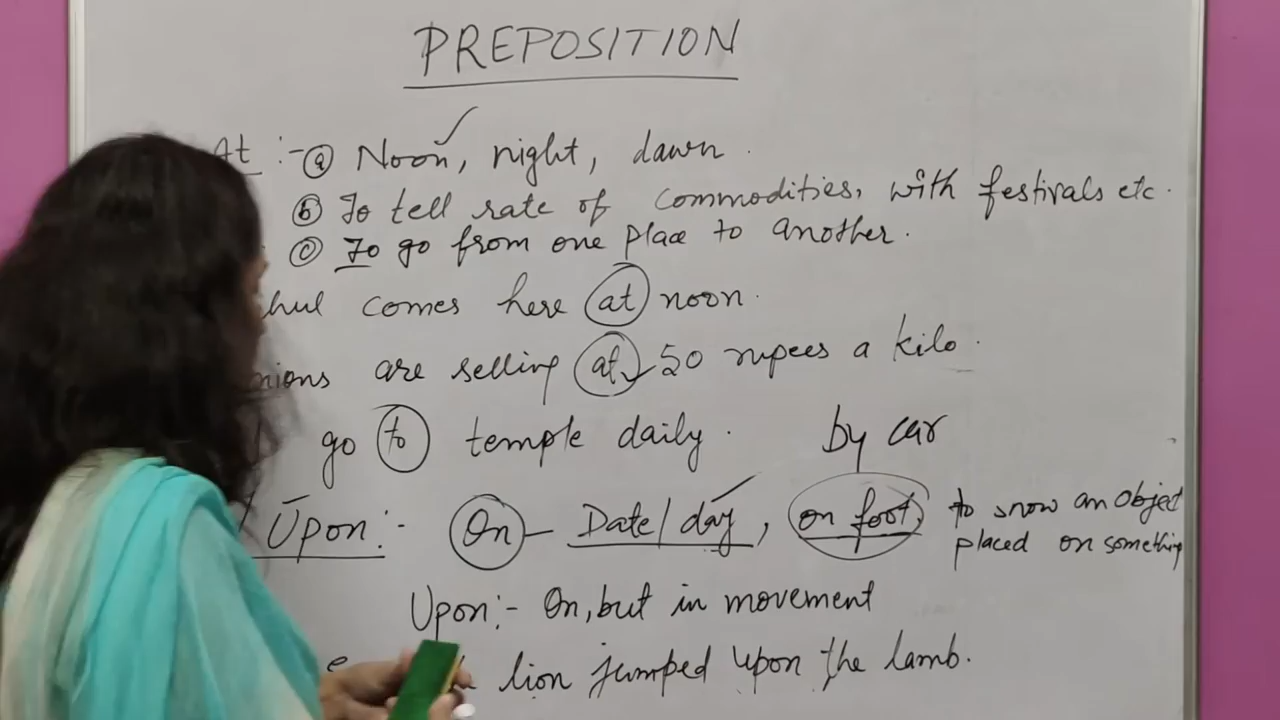 PREPOSITION
At :- (a) Noon, night, dawn.
(b) To tell rate of commodities, with festivals etc.
(c) To go from one place to another.
hul comes here at noon.
nions are selling at 50 rupees a kilo.
go to temple daily. by car
Upon:- On - Date/day, on foot, to show an object
placed on something
Upon:- On, but in movement
lion jumped upon the lamb.